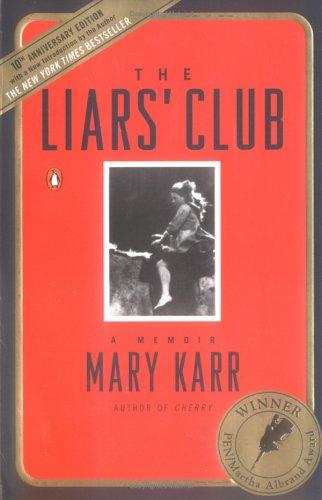 10TH ANNIVERSARY EDITION
with a New Introduction by the Author
THE NEW YORK TIMES BESTSELLER
THE
LIARS' CLUB
A MEMOIR
MARY KARR
AUTHOR OF CHERRY
WINNER
PEN/Martha Albrand Award